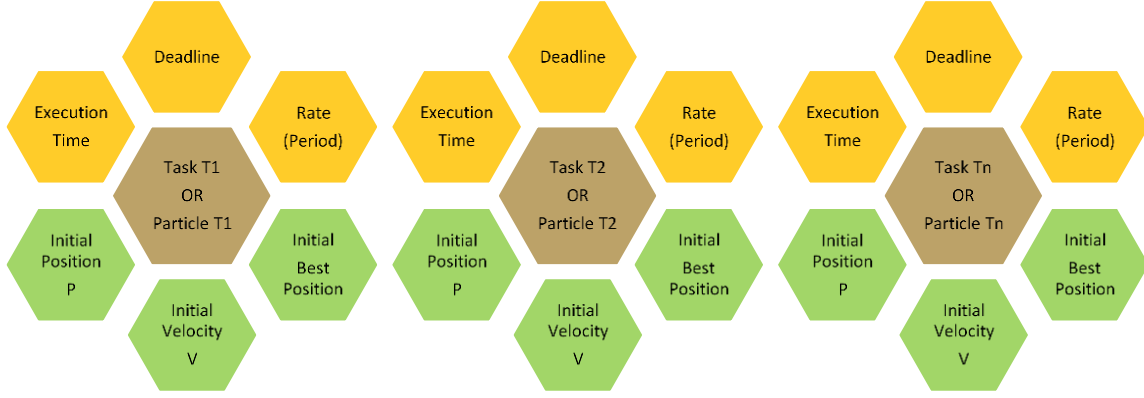 Deadline
Execution
Time
Rate
(Period)
Task T1
OR
Particle T1
Initial
Position
P
Initial
Best
Position
Initial
Velocity
V
Deadline
Execution
Time
Rate
(Period)
Task T2
OR
Particle T2
Initial
Position
P
Initial
Best
Position
Initial
Velocity
V
Deadline
Execution
Time
Rate
(Period)
Task Tn
OR
Particle Tn
Initial
Position
P
Initial
Best
Position
Initial
Velocity
V